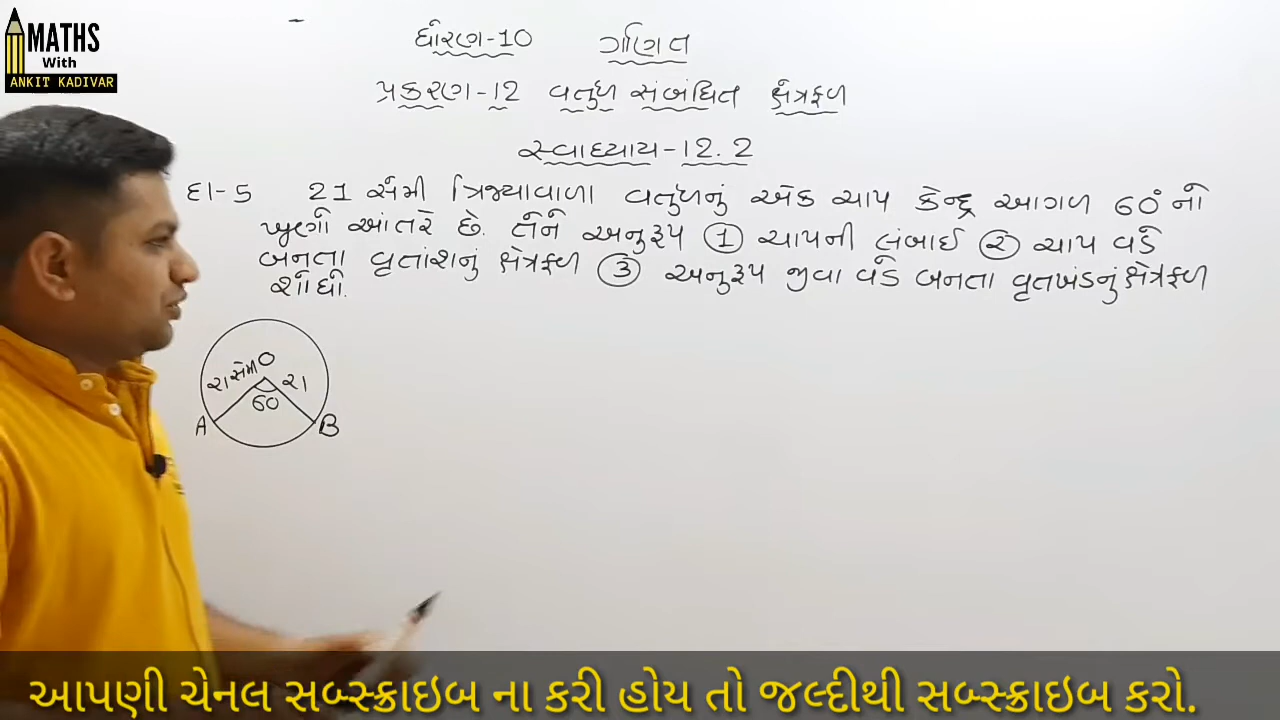 MATHS
With
ANKIT KADIVAR
ધોરણ-10 ગણિત
પ્રકરણ-12 વર્તુળ સંબંધિત ક્ષેત્રફળ
સ્વાધ્યાય-12.2
દા-5 21 સેમી ત્રિજ્યાવાળા વર્તુળનું એક ચાપ કેન્દ્ર આગળ 60° નો
ખૂણો આંતરે છે. તેને અનુરૂપ 1 ચાપની લંબાઈ 2 ચાપ વડે
બનતા વૃતાંશનું ક્ષેત્રફળ 3 અનુરૂપ જીવા વડે બનતા વૃતખંડનું ક્ષેત્રફળ
શોધો.
O
૨૧સેમી ૨૧
60
A B
આપણી ચેનલ સબ્સ્ક્રાઇબ ના કરી હોય તો જલ્દીથી સબ્સ્ક્રાઇબ કરો.